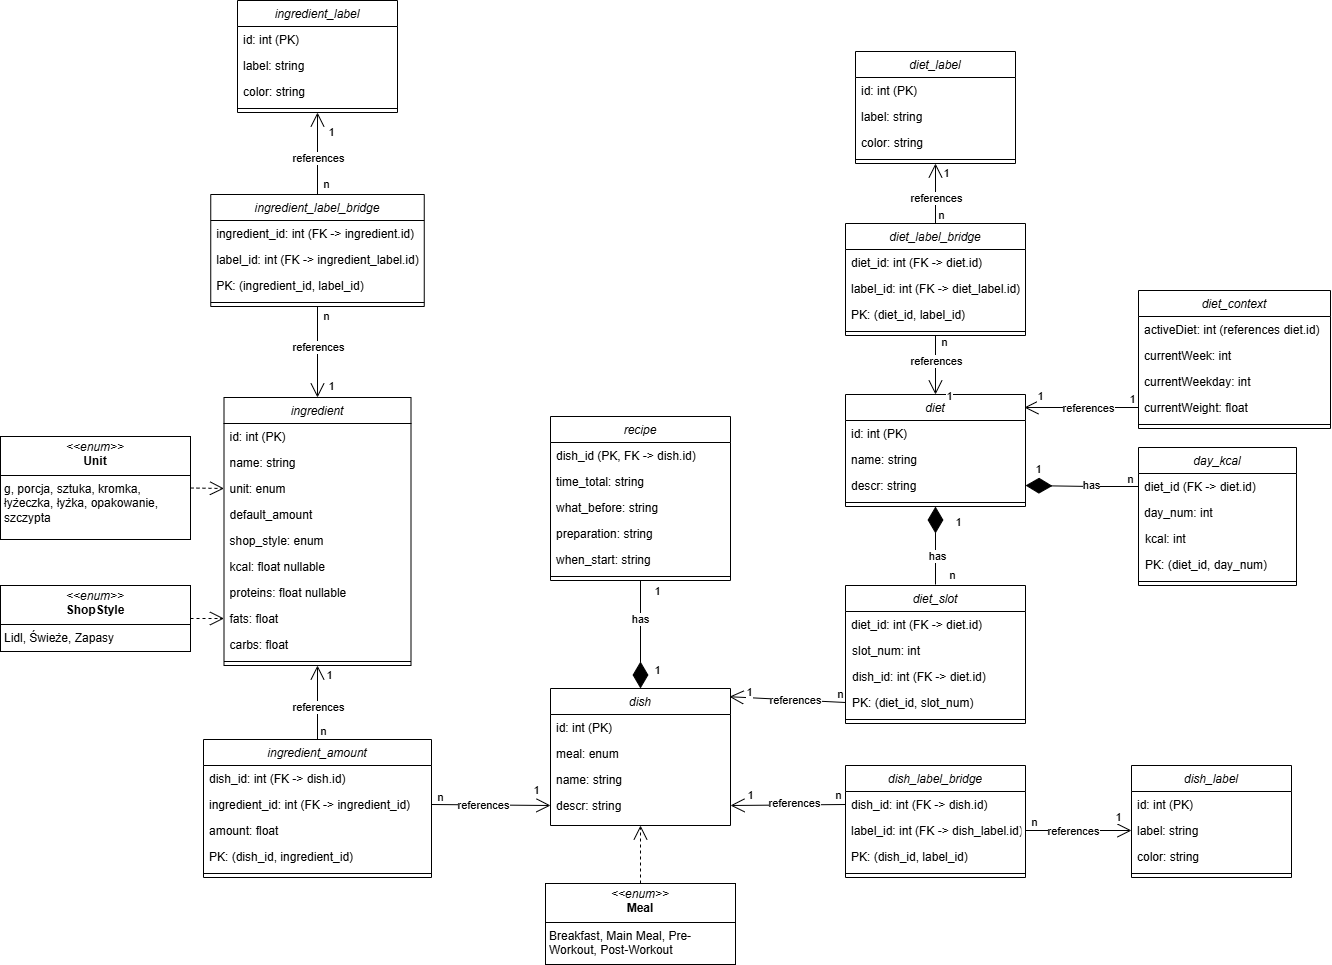 ingredient_label
id: int (PK)
label: string
color: string
1
references
n
ingredient_label_bridge
ingredient_id: int (FK -> ingredient.id)
label_id: int (FK -> ingredient_label.id)
PK: (ingredient_id, label_id)
n
references
1
ingredient
id: int (PK)
name: string
unit: enum
default_amount
shop_style: enum
kcal: float nullable
proteins: float nullable
fats: float
carbs: float
<<enum>>
Unit
g, porcja, sztuka, kromka,
łyżeczka, łyżka, opakowanie,
szczypta
<<enum>>
ShopStyle
Lidl, Świeże, Zapasy
1
references
n
ingredient_amount
dish_id: int (FK -> dish.id)
ingredient_id: int (FK -> ingredient_id)
amount: float
PK: (dish_id, ingredient_id)
n
references
1
recipe
dish_id (PK, FK -> dish.id)
time_total: string
what_before: string
preparation: string
when_start: string
1
has
1
dish
id: int (PK)
meal: enum
name: string
descr: string
<<enum>>
Meal
Breakfast, Main Meal, Pre-
Workout, Post-Workout
diet_label
id: int (PK)
label: string
color: string
1
references
n
diet_label_bridge
diet_id: int (FK -> diet.id)
label_id: int (FK -> diet_label.id)
PK: (diet_id, label_id)
n
references
1
diet
id: int (PK)
name: string
descr: string
1
references
1
diet_context
activeDiet: int (references diet.id)
currentWeek: int
currentWeekday: int
currentWeight: float
1
has
n
day_kcal
diet_id (FK -> diet.id)
day_num: int
kcal: int
PK: (diet_id, day_num)
1
has
n
diet_slot
diet_id: int (FK -> diet.id)
slot_num: int
dish_id: int (FK -> diet.id)
PK: (diet_id, slot_num)
1
references
n
dish_label_bridge
dish_id: int (FK -> dish.id)
label_id: int (FK -> dish_label.id)
PK: (dish_id, label_id)
1
references
n
n
references
1
dish_label
id: int (PK)
label: string
color: string